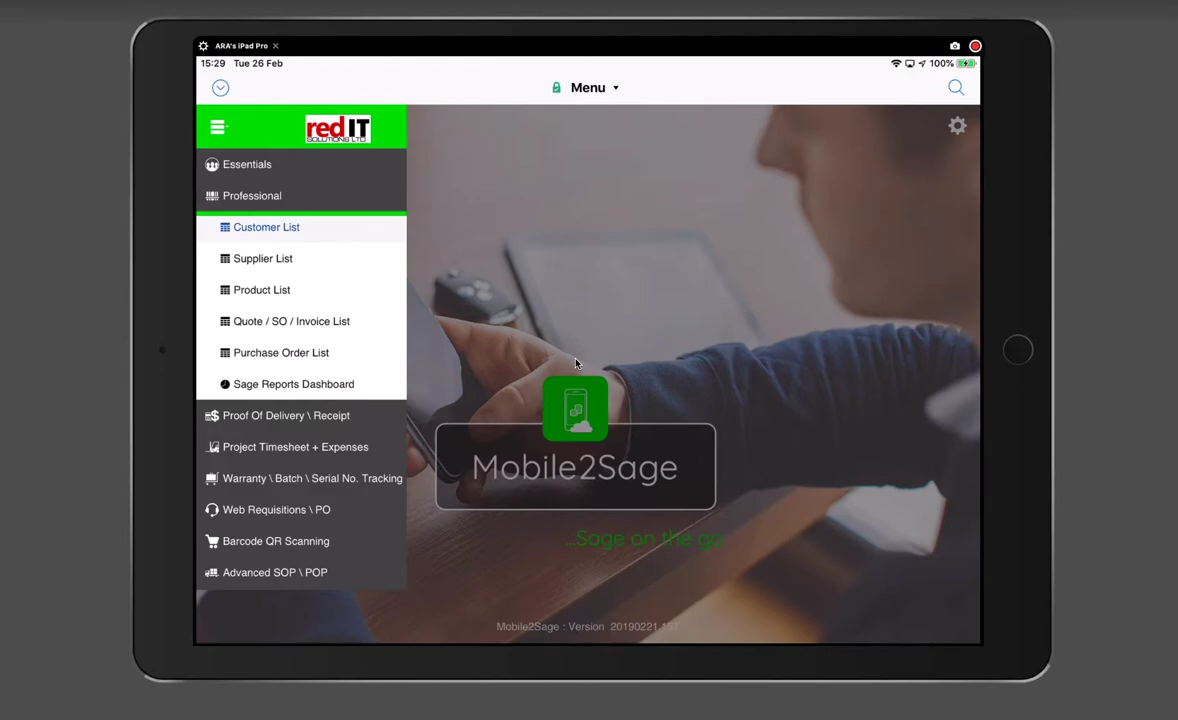 ARA's iPad Pro
15:29 Tue 26 Feb
100%
Menu
red IT
SOLUTIONS LTD
Essentials
Professional
Customer List
Supplier List
Product List
Quote / SO / Invoice List
Purchase Order List
Sage Reports Dashboard
Proof Of Delivery \ Receipt
Project Timesheet + Expenses
Warranty \ Batch \ Serial No. Tracking
Web Requisitions \ PO
Barcode QR Scanning
Advanced SOP \ POP
Mobile2Sage
...Sage on the go
Mobile2Sage : Version 20190221.157